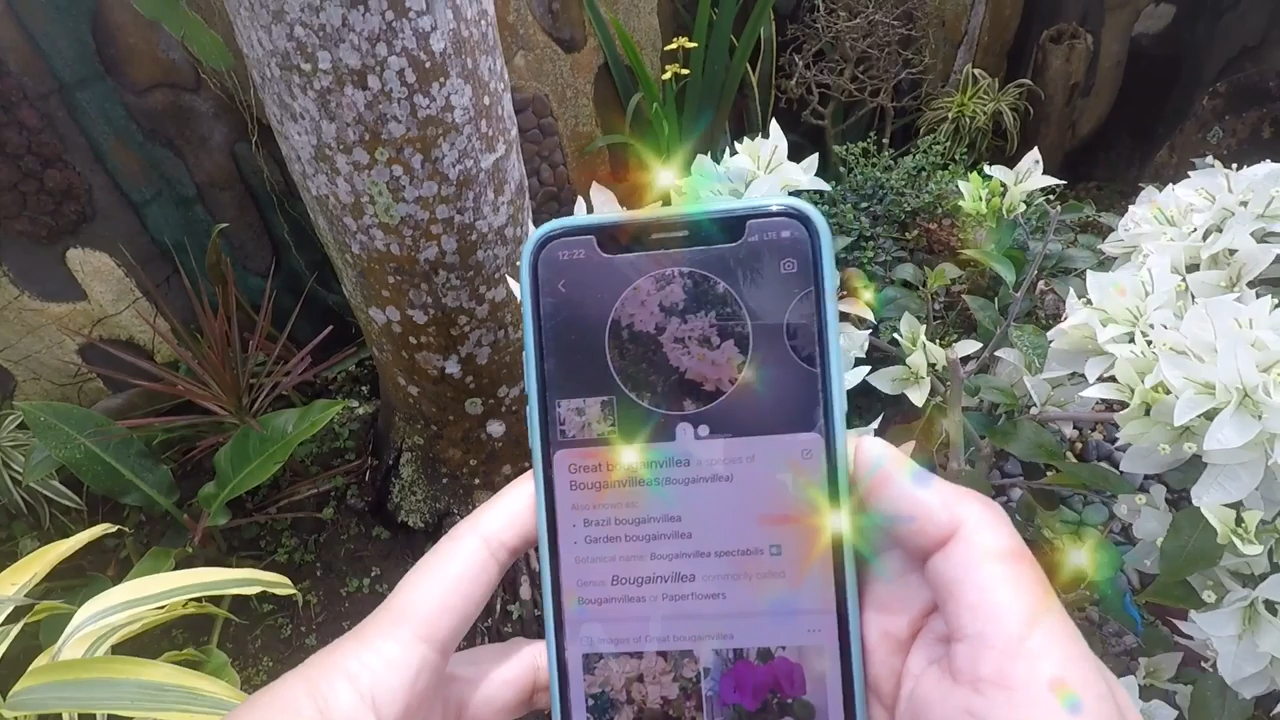 12:22
LTE
Great bougainvillea a species of
Bougainvilleas(Bougainvillea)
Also known as:
• Brazil bougainvillea
• Garden bougainvillea
Botanical name: Bougainvillea spectabilis
Genus: Bougainvillea commonly called
Bougainvilleas or Paperflowers
Images of Great bougainvillea